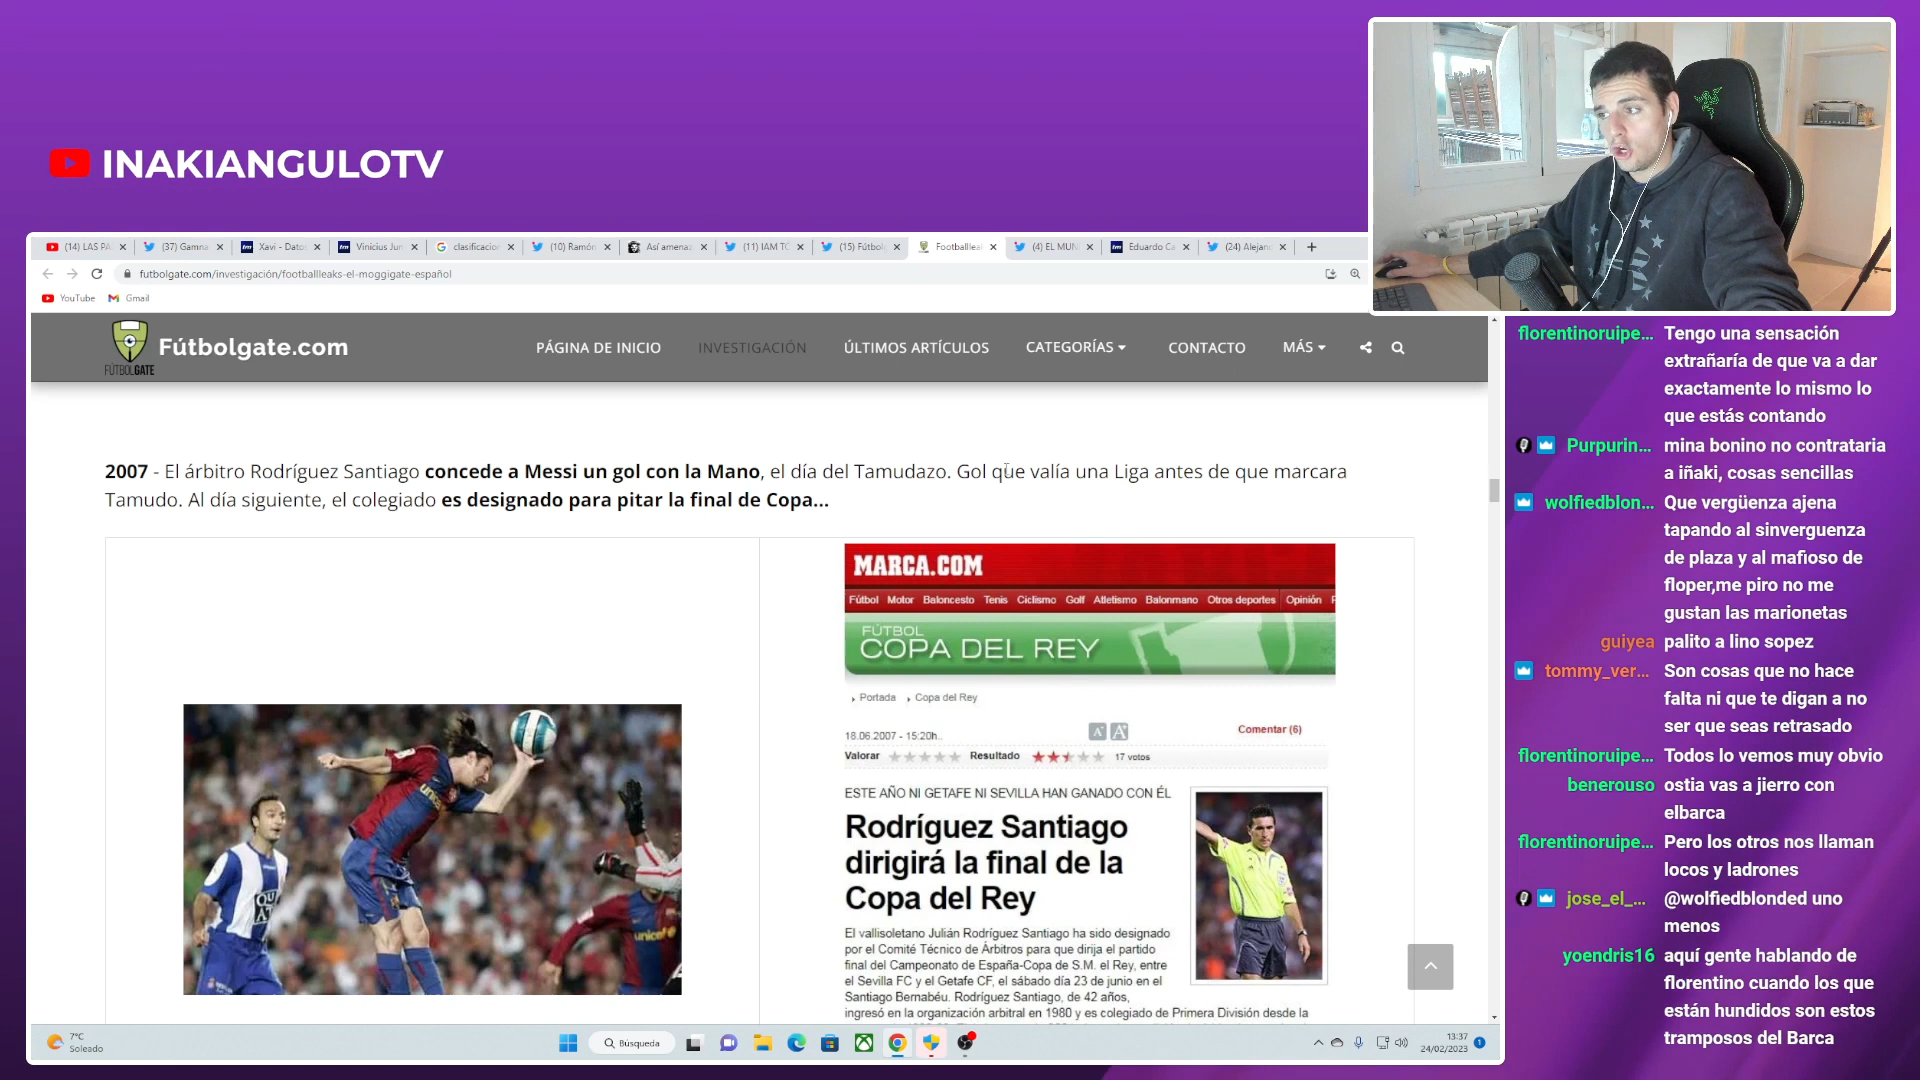 INAKIANGULOTV
(14) LAS PA
(37) Gamna
Xavi - Dato
Vinicius Jun
clasificacion
(10) Ramón
Así amenaz
(11) IAM TO
(15) Fútbol
Footballlea
(4) EL MUN
Eduardo Ca
(24) Alejan
futbolgate.com/investigación/footballleaks-el-moggigate-español
YouTube
Gmail
FÚTBOLGATE
Fútbolgate.com
PÁGINA DE INICIO
INVESTIGACIÓN
ÚLTIMOS ARTÍCULOS
CATEGORÍAS
CONTACTO
MÁS
2007 - El árbitro Rodríguez Santiago concede a Messi un gol con la Mano, el día del Tamudazo. Gol que valía una Liga antes de que marcara
Tamudo. Al día siguiente, el colegiado es designado para pitar la final de Copa...
unicef
QUAT
unicef
MARCA.COM
Fútbol Motor Baloncesto Tenis Ciclismo Golf Atletismo Balonmano Otros deportes Opinión
FÚTBOL
COPA DEL REY
Portada Copa del Rey
18.06.2007 - 15:20h..
Comentar (6)
Valorar
Resultado
17 votos
ESTE AÑO NI GETAFE NI SEVILLA HAN GANADO CON ÉL
Rodríguez Santiago
dirigirá la final de la
Copa del Rey
El vallisoletano Julián Rodríguez Santiago ha sido designado
por el Comité Técnico de Árbitros para que dirija el partido
final del Campeonato de España-Copa de S.M. el Rey, entre
el Sevilla FC y el Getafe CF, el sábado día 23 de junio en el
Santiago Bernabéu. Rodríguez Santiago, de 42 años,
ingresó en la organización arbitral en 1980 y es colegiado de Primera División desde la
7°C
Soleado
Búsqueda
13:37
24/02/2023
1
florentinoruipe... Tengo una sensación
extrañaría de que va a dar
exactamente lo mismo lo
que estás contando
Purpurin... mina bonino no contrataria
a iñaki, cosas sencillas
wolfiedblon... Que vergüenza ajena
tapando al sinverguenza
de plaza y al mafioso de
floper,me piro no me
gustan las marionetas
guiyea palito a lino sopez
tommy_ver... Son cosas que no hace
falta ni que te digan a no
ser que seas retrasado
florentinoruipe... Todos lo vemos muy obvio
benerouso ostia vas a jierro con
elbarca
florentinoruipe... Pero los otros nos llaman
locos y ladrones
jose_el_... @wolfiedblonded uno
menos
yoendris16 aquí gente hablando de
florentino cuando los que
están hundidos son estos
tramposos del Barca